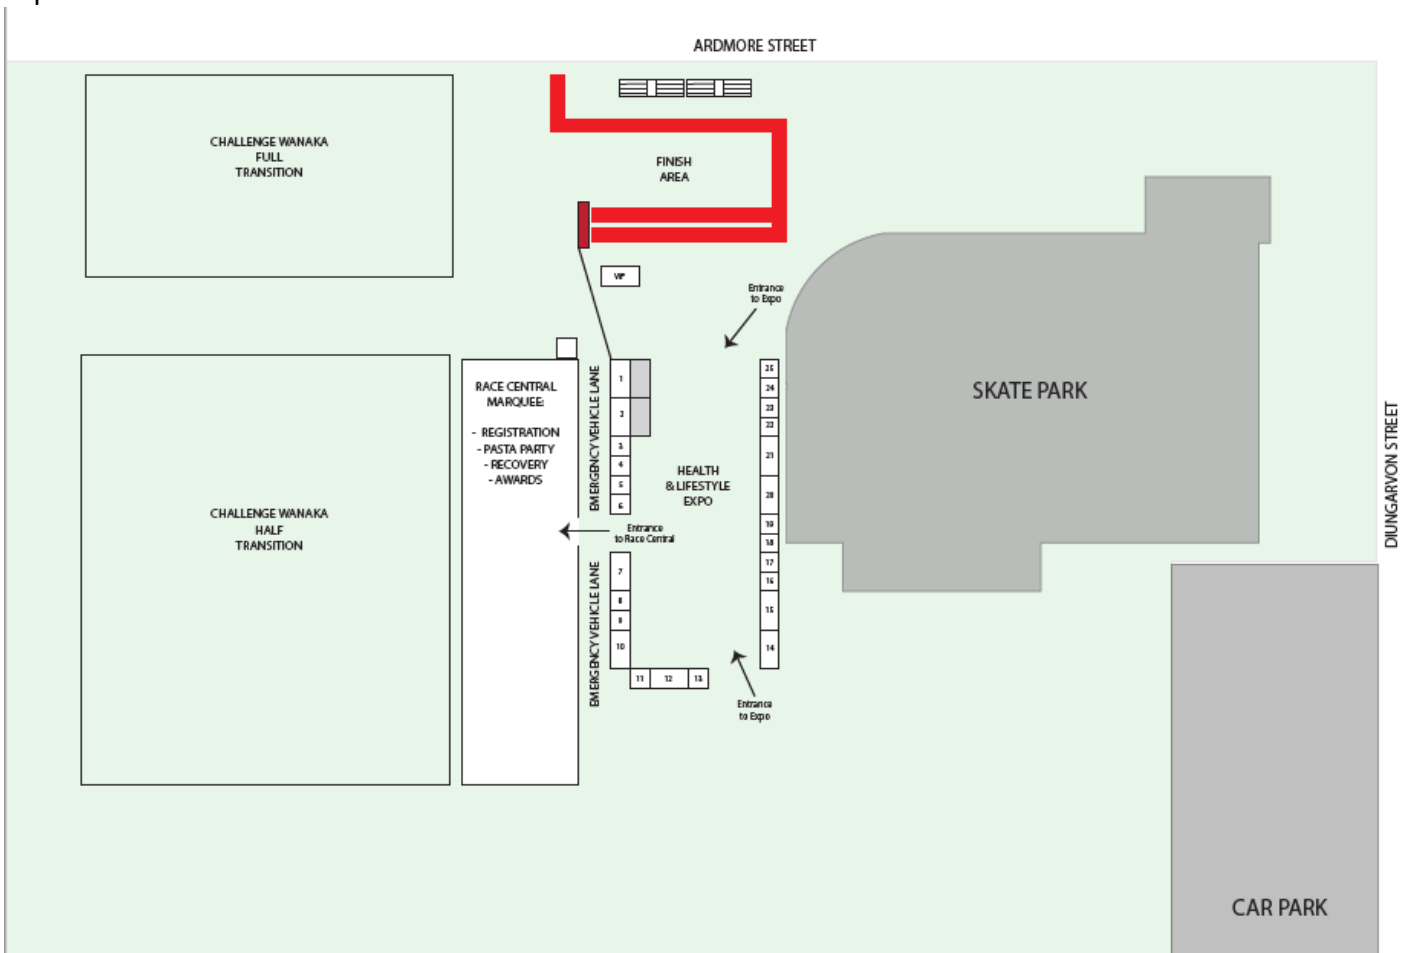 ARDMORE STREET
CHALLENGE WANAKA
FULL
TRANSITION
FINISH
AREA
VIP
Entrance
to Expo
SKATE PARK
DIUNGARVON STREET
RACE CENTRAL
MARQUEE:
- REGISTRATION
- PASTA PARTY
- RECOVERY
- AWARDS
EMERGENCY VEHICLE LANE
1
2
3
4
5
6
HEALTH
& LIFESTYLE
EXPO
25
24
23
22
21
20
19
18
17
16
15
14
CHALLENGE WANAKA
HALF
TRANSITION
Entrance
to Race Central
EMERGENCY VEHICLE LANE
7
8
9
10
11
12
13
Entrance
to Expo
CAR PARK